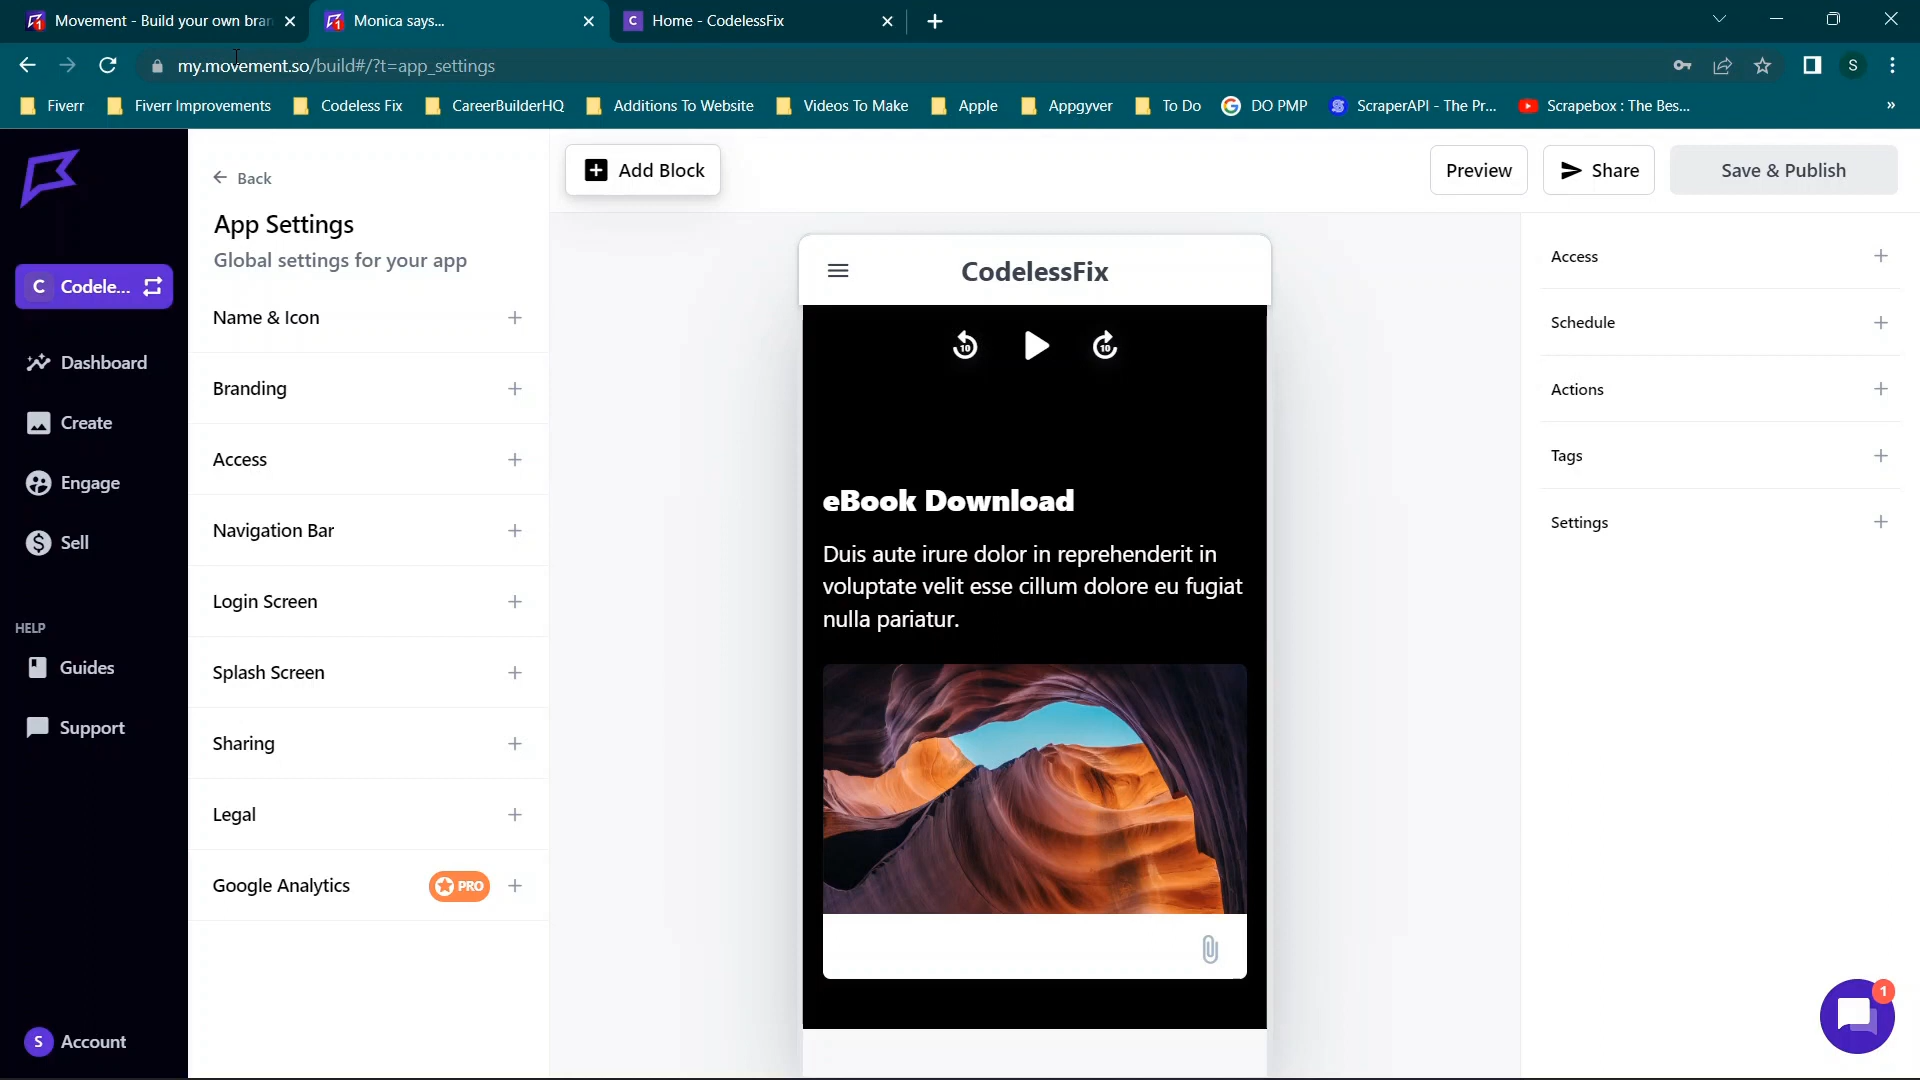 Movement - Build your own bran
Monica says...
C Home - CodelessFix
my.movement.so/build#/?t=app_settings
S
Fiverr
Fiverr Improvements
Codeless Fix
CareerBuilderHQ
Additions To Website
Videos To Make
Apple
Appgyver
To Do
DO PMP
ScraperAPI - The Pr...
Scrapebox : The Bes...
»
C Codele...
Dashboard
Create
Engage
Sell
HELP
Guides
Support
S Account
Back
App Settings
Global settings for your app
Name & Icon
Branding
Access
Navigation Bar
Login Screen
Splash Screen
Sharing
Legal
Google Analytics PRO
Add Block
Preview
Share
Save & Publish
CodelessFix
10
10
eBook Download
Duis aute irure dolor in reprehenderit in
voluptate velit esse cillum dolore eu fugiat
nulla pariatur.
Access
Schedule
Actions
Tags
Settings
1